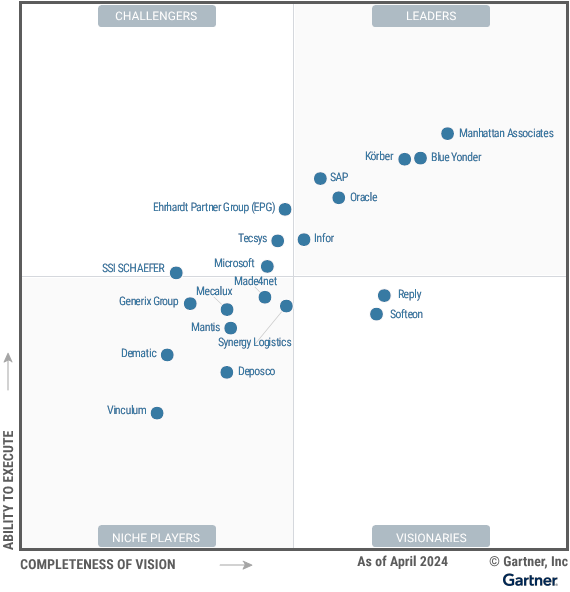 CHALLENGERS
LEADERS
Manhattan Associates
Körber
Blue Yonder
SAP
Oracle
Ehrhardt Partner Group (EPG)
Tecsys
Infor
Microsoft
SSI SCHAEFER
Made4net
Mecalux
Generix Group
Reply
Softeon
Mantis
Synergy Logistics
Dematic
Deposco
Vinculum
ABILITY TO EXECUTE
NICHE PLAYERS
VISIONARIES
COMPLETENESS OF VISION
As of April 2024
© Gartner, Inc
Gartner